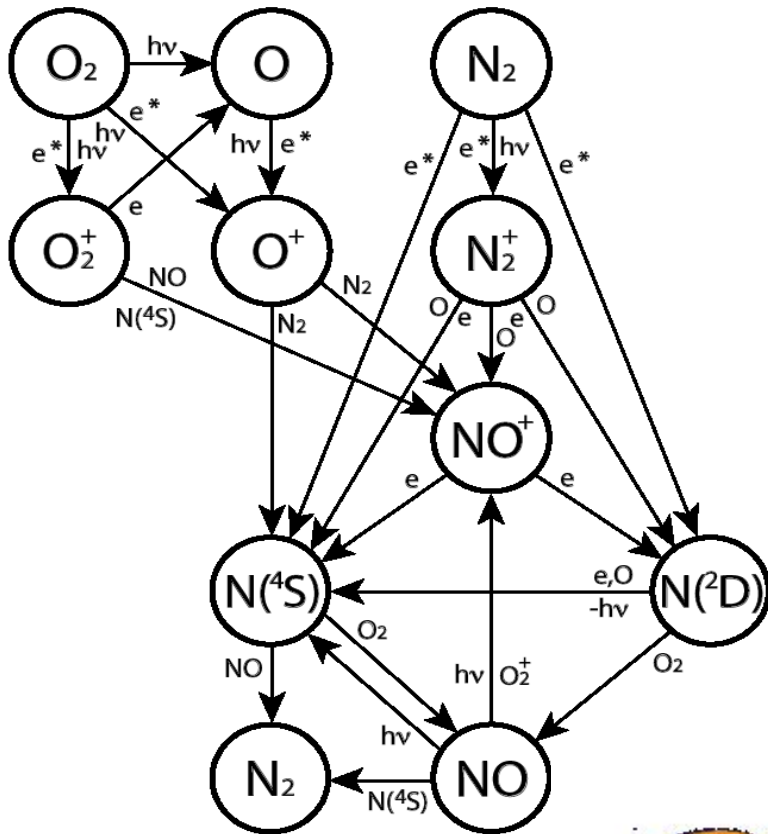 O₂
hν
O
N₂
e*
hν
e*
hν
hν
e*
e*
e*
hν
e*
e
O₂⁺
O⁺
N₂⁺
NO
N(⁴S)
N₂
N₂
O
e
O
e
O
NO⁺
e
e
N(⁴S)
e,O
-hν
N(²D)
O₂
O₂
NO
hν
O₂⁺
hν
N₂
N(⁴S)
NO